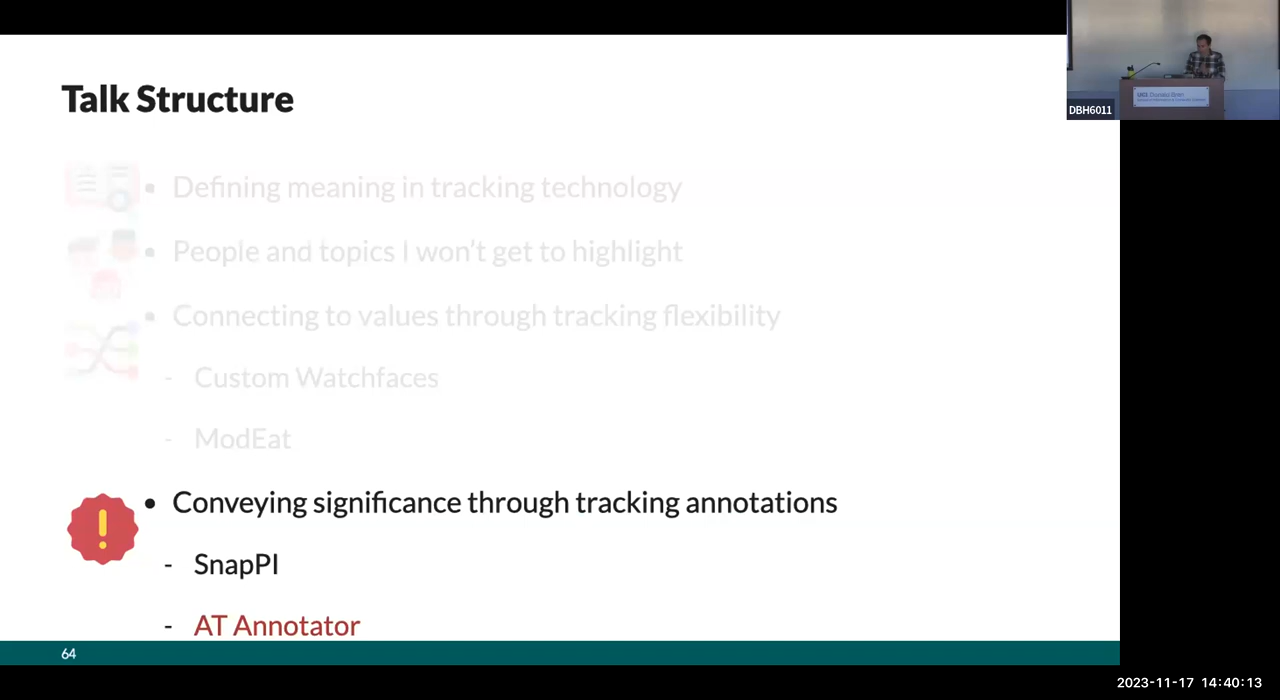 Talk Structure
• Defining meaning in tracking technology
• People and topics I won't get to highlight
• Connecting to values through tracking flexibility
- Custom Watchfaces
- ModEat
• Conveying significance through tracking annotations
- SnapPI
- AT Annotator
64
DBH6011
2023-11-17 14:40:13